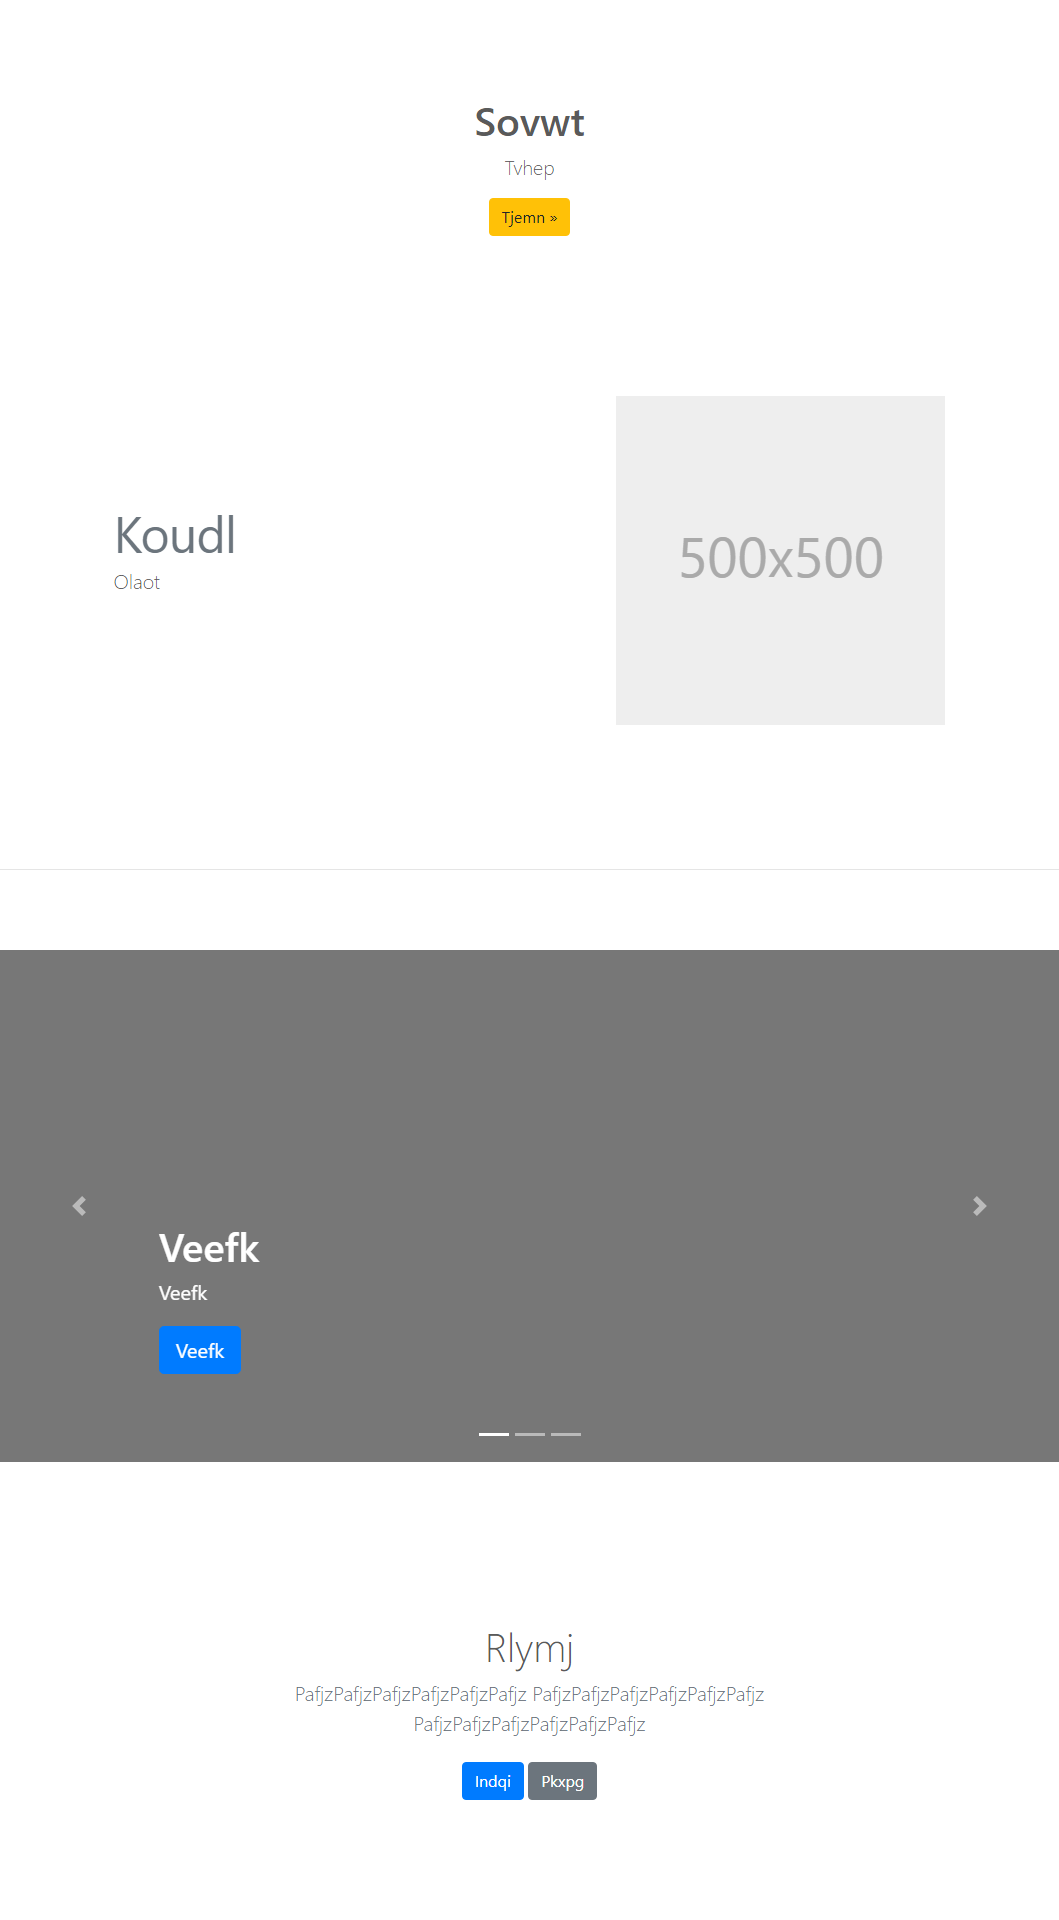 Sovwt
Tvhep
Tjemn »
Koudl
Olaot
500x500
Veefk
Veefk
Veefk
Rlymj
PafjzPafjzPafjzPafjzPafjzPafjz PafjzPafjzPafjzPafjzPafjzPafjz
PafjzPafjzPafjzPafjzPafjzPafjz
Indqi Pkxpg